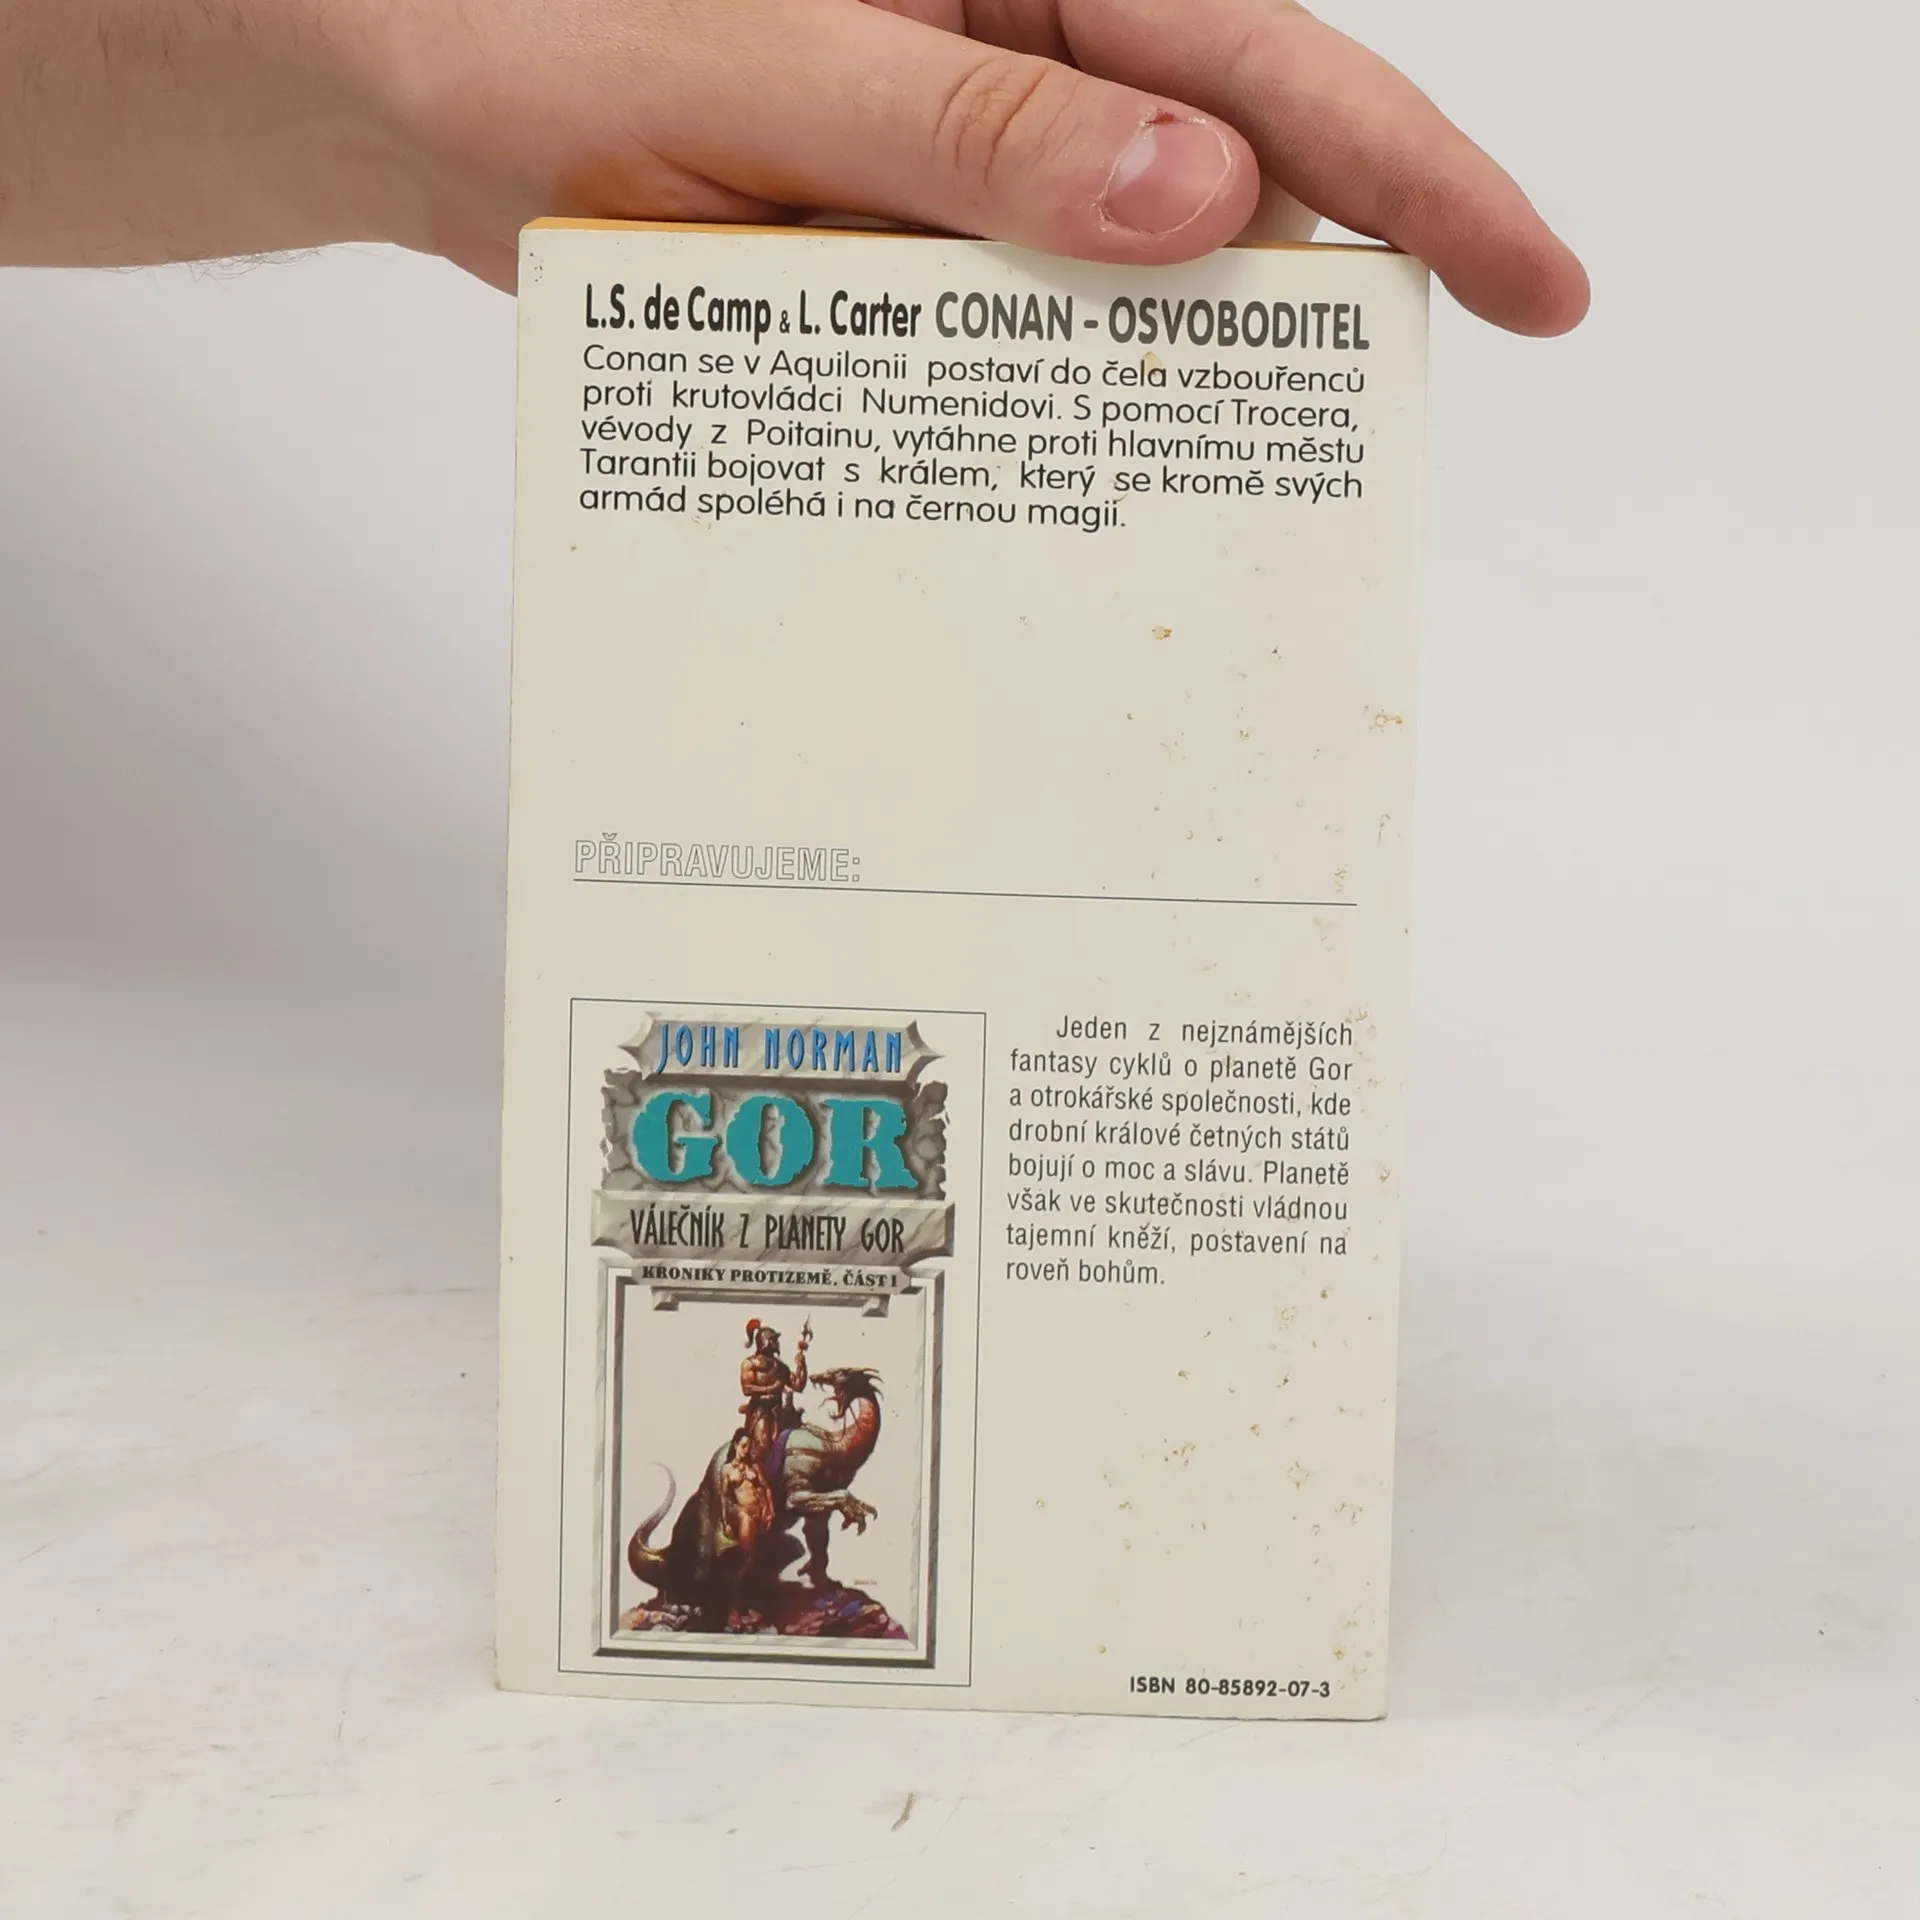 L.S. de Camp & L. Carter CONAN - OSVOBODITEL
Conan se v Aquilonii postaví do čela vzbouřenců
proti krutovládci Numenidovi. S pomocí Trocera,
vévody z Poitainu, vytáhne proti hlavnímu městu
Tarantii bojovat s králem, který se kromě svých
armád spoléhá i na černou magii.
PŘIPRAVUJEME:
JOHN NORMAN
GOR
VÁLEČNÍK Z PLANETY GOR
KRONIKY PROTIZEMĚ. ČÁST 1
Jeden z nejznámějších
fantasy cyklů o planetě Gor
a otrokářské společnosti, kde
drobní králové četných států
bojují o moc a slávu. Planetě
však ve skutečnosti vládnou
tajemní kněží, postavení na
roveň bohům.
ISBN 80-85892-07-3